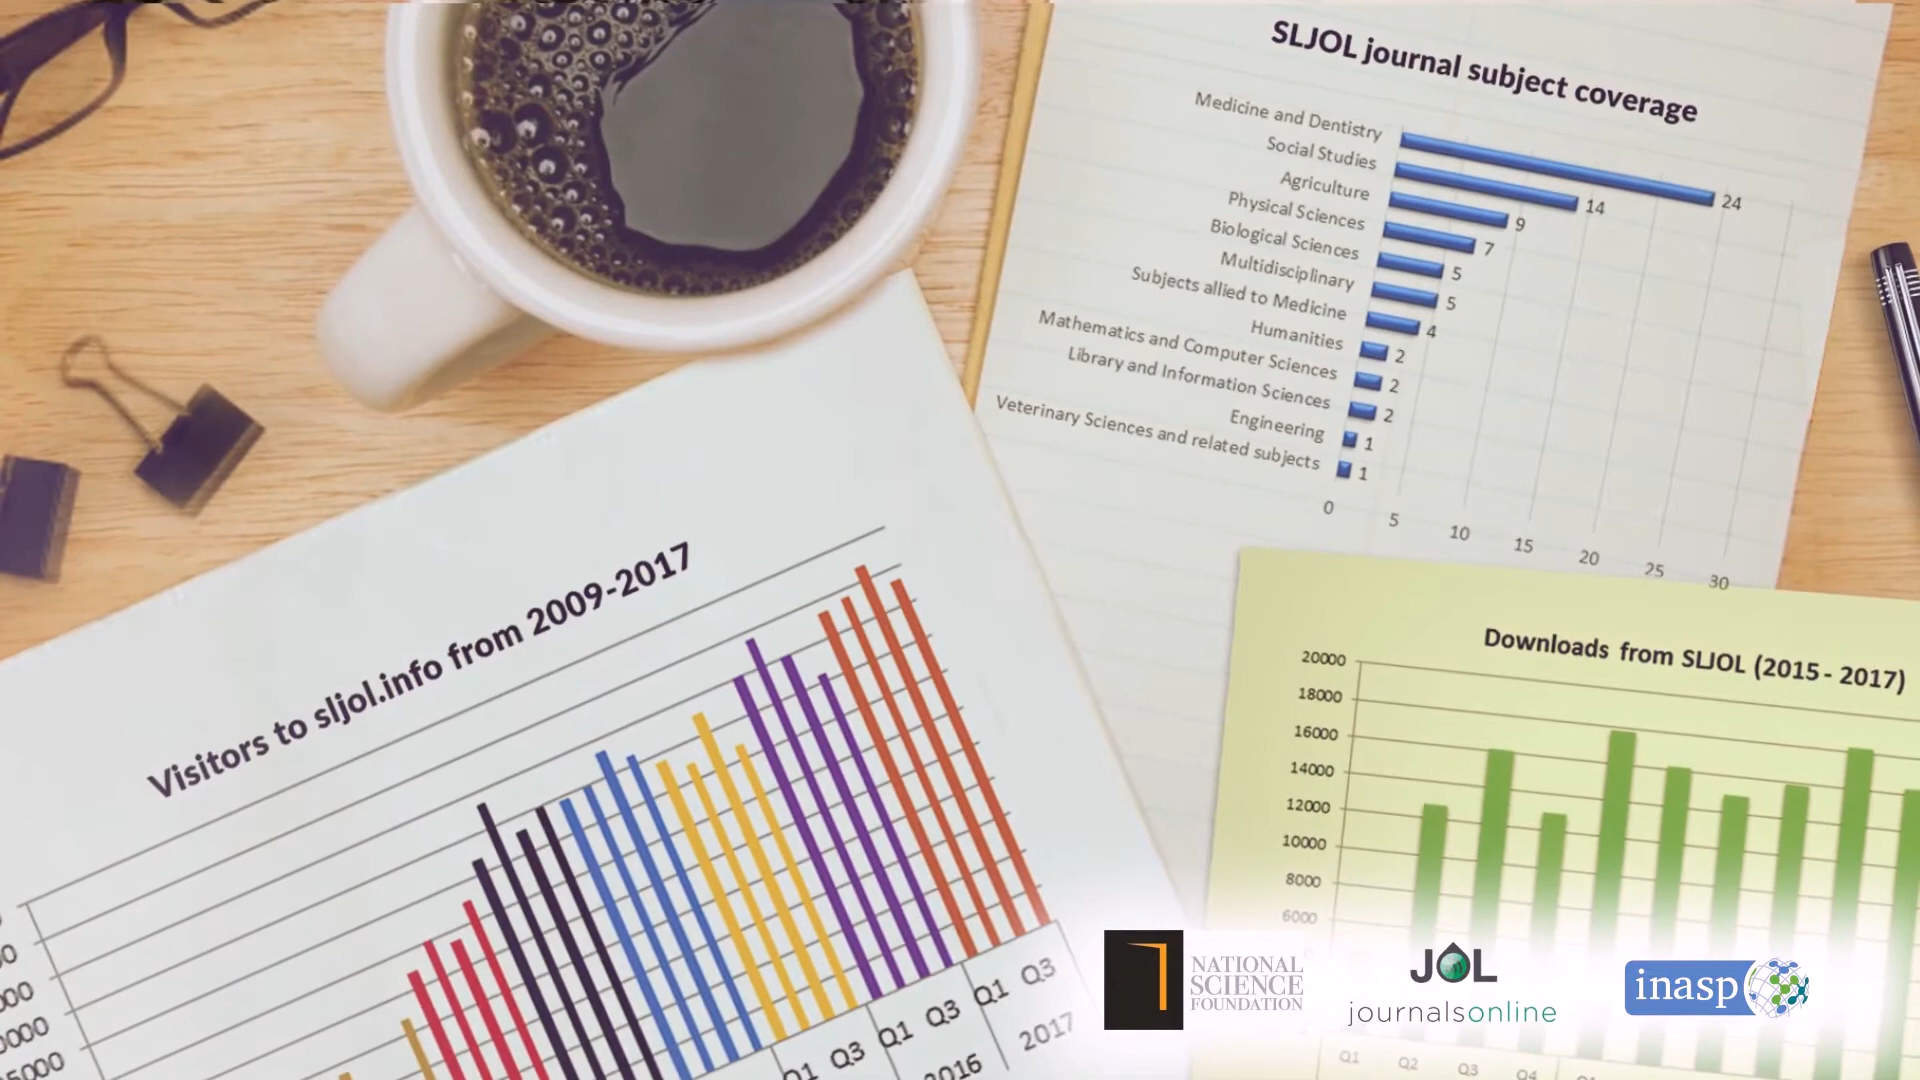 SLJOL journal subject coverage
Medicine and Dentistry
24
Social Studies
14
Agriculture
9
Physical Sciences
7
Biological Sciences
5
Multidisciplinary
5
Subjects allied to Medicine
4
Humanities
2
Mathematics and Computer Sciences
2
Library and Information Sciences
2
Engineering
1
Veterinary Sciences and related subjects
1
0 5 10 15 20 25 30
Visitors to sljol.info from 2009-2017
Q1 Q3 Q1 Q3 Q1 Q3
2016 2017
Downloads from SLJOL (2015 - 2017)
20000
18000
16000
14000
12000
10000
8000
6000
Q1 Q2 Q3 Q4
NATIONAL
SCIENCE
FOUNDATION
JOL
journalsonline
inasp